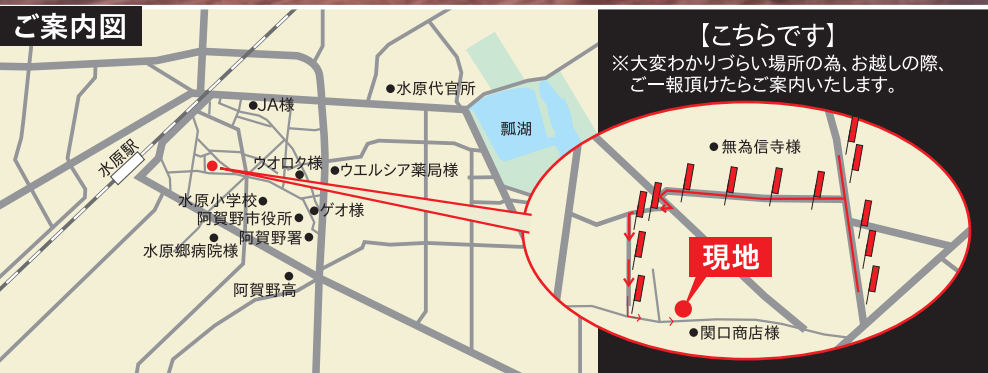 ご案内図
【こちらです】
※大変わかりづらい場所の為、お越しの際、
ご一報頂けたらご案内いたします。
水原代官所
JA様
瓢湖
水原駅
ウオロク様
ウエルシア薬局様
水原小学校
ゲオ様
阿賀野市役所
阿賀野署
水原郷病院様
阿賀野高
無為信寺様
現地
関口商店様